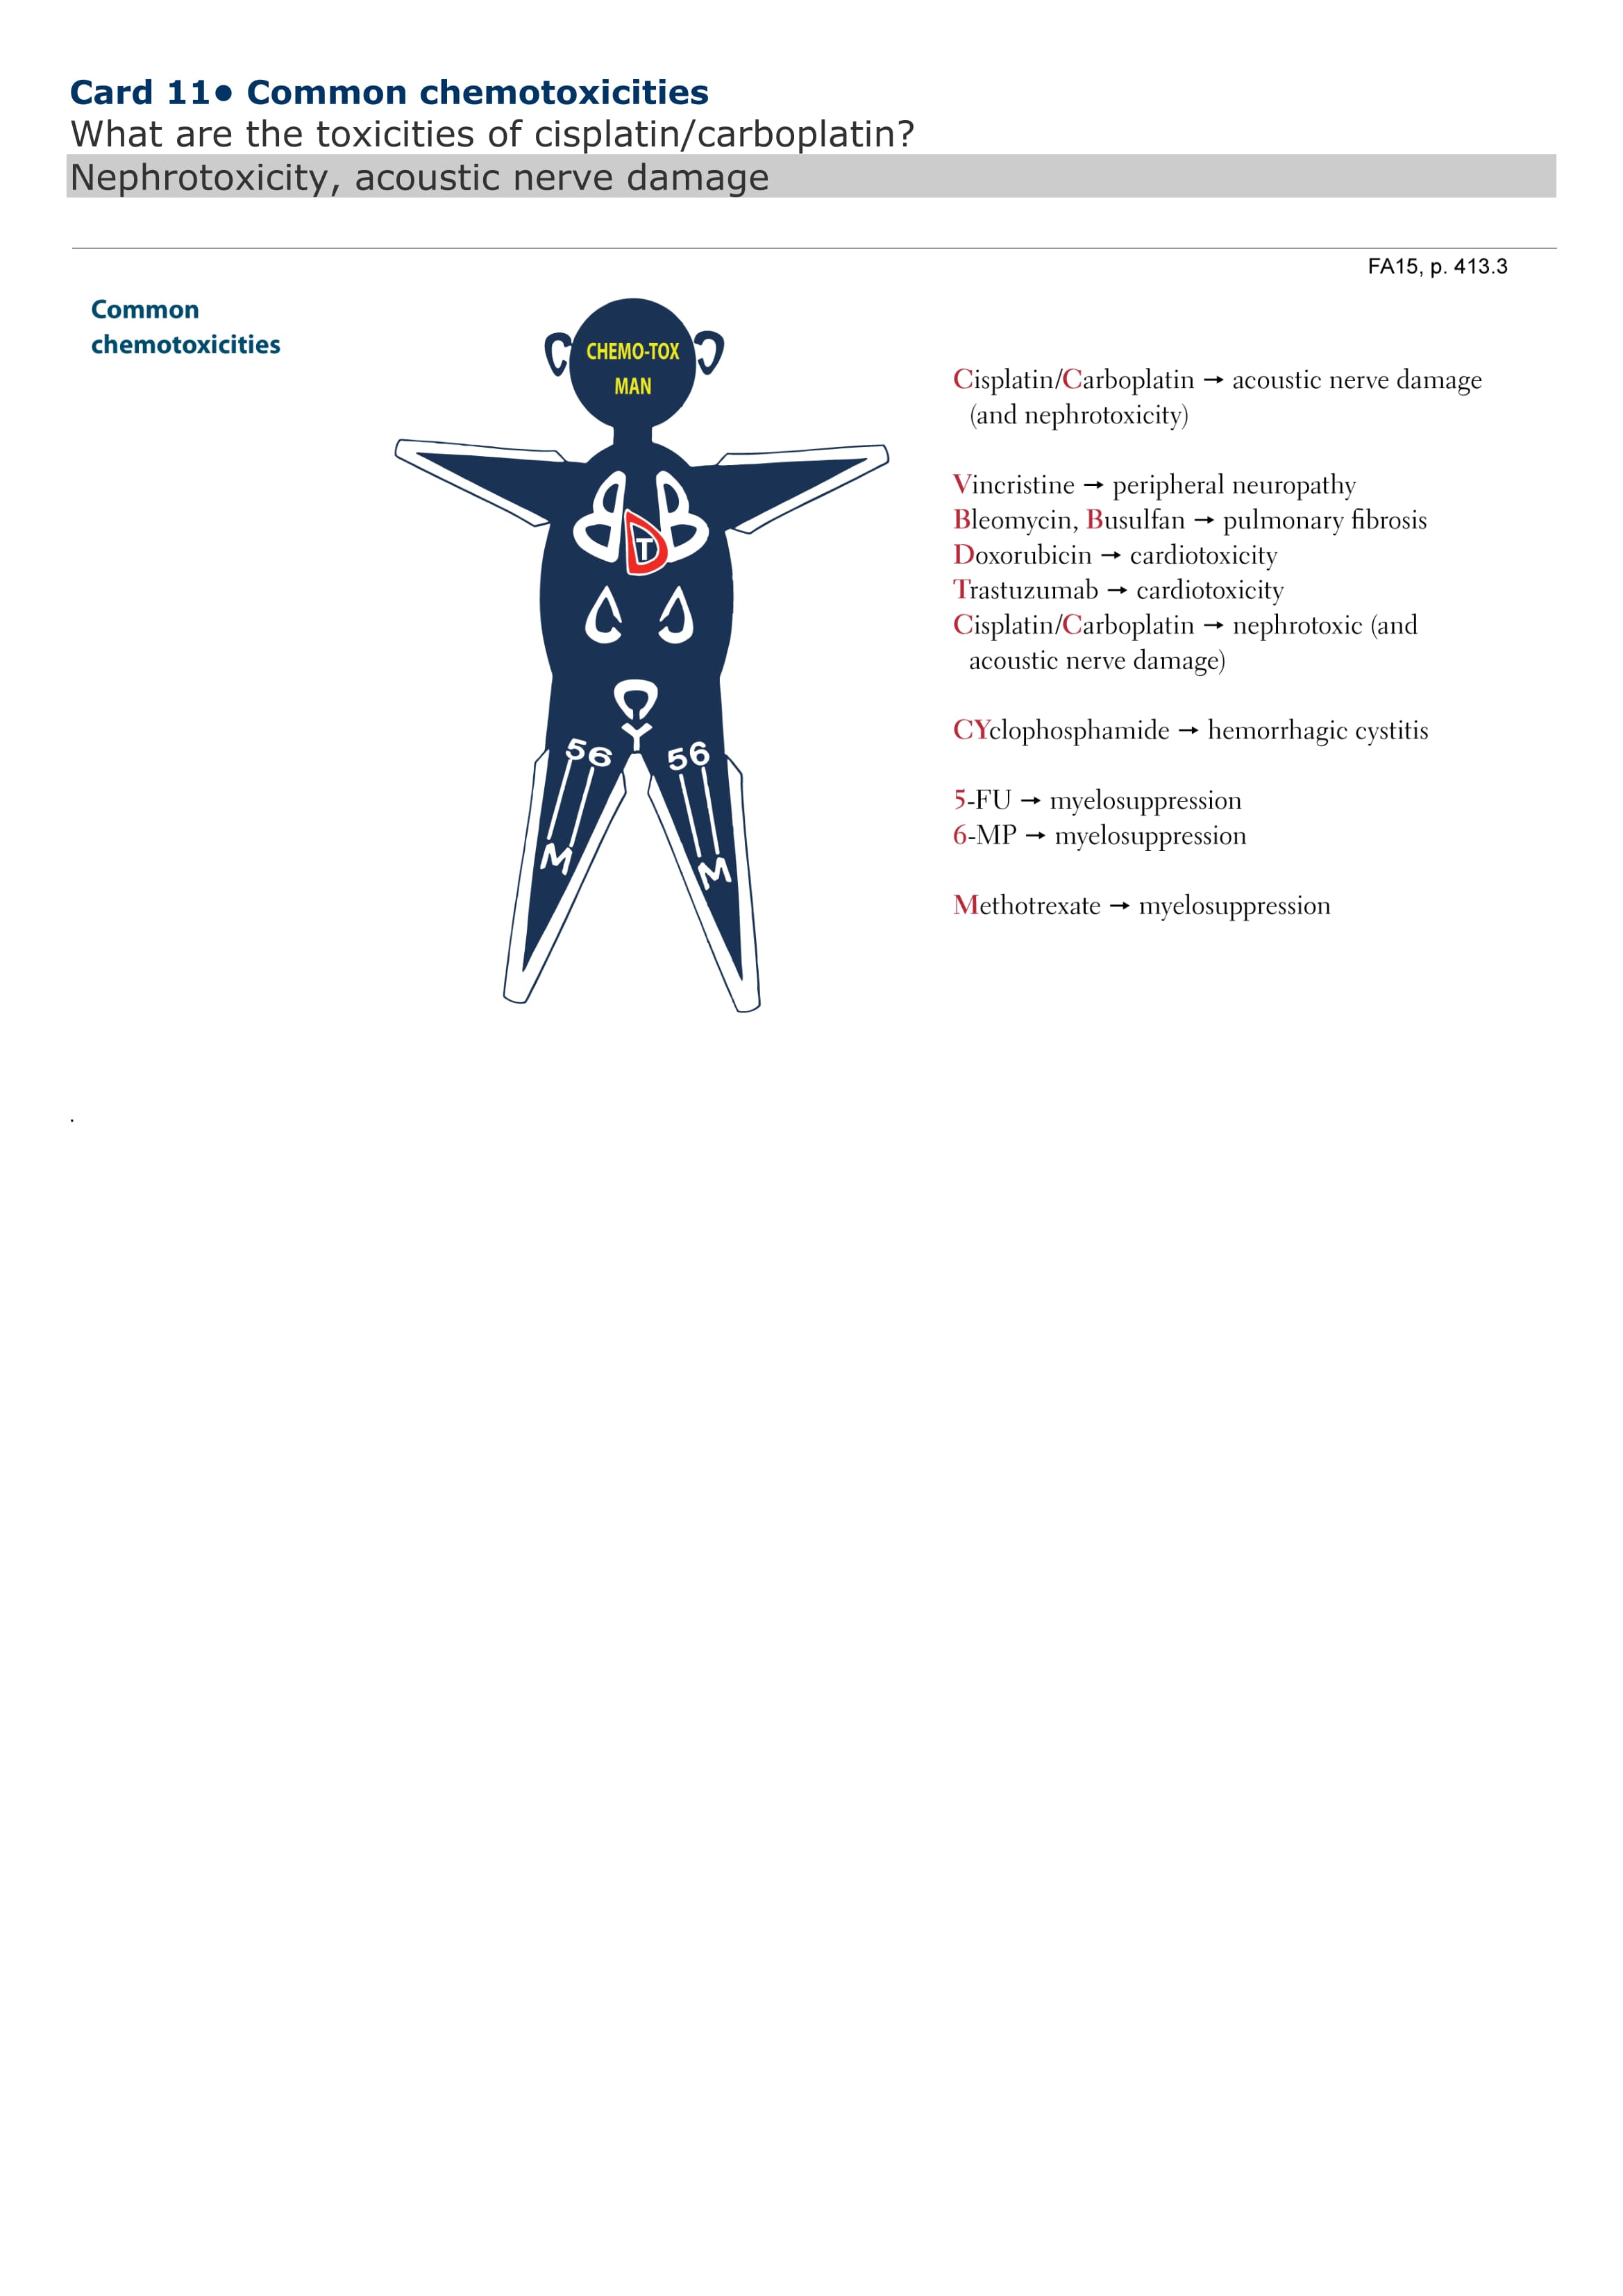 Card 11• Common chemotoxicities
What are the toxicities of cisplatin/carboplatin?
Nephrotoxicity, acoustic nerve damage
FA15, p. 413.3
Common
chemotoxicities
C CHEMO-TOX C
MAN
B B
D
T
C C
C
Y
56 56
M M
Cisplatin/Carboplatin → acoustic nerve damage
(and nephrotoxicity)
Vincristine → peripheral neuropathy
Bleomycin, Busulfan → pulmonary fibrosis
Doxorubicin → cardiotoxicity
Trastuzumab → cardiotoxicity
Cisplatin/Carboplatin → nephrotoxic (and
acoustic nerve damage)
CYclophosphamide → hemorrhagic cystitis
5-FU → myelosuppression
6-MP → myelosuppression
Methotrexate → myelosuppression
.